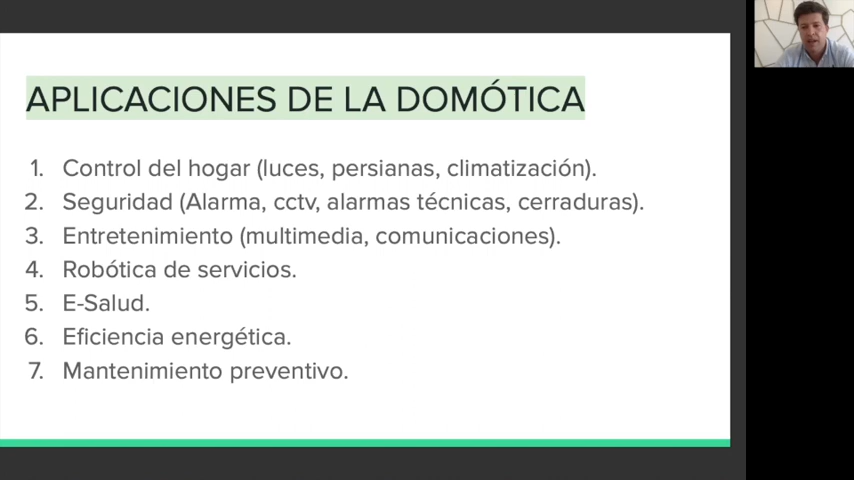 APLICACIONES DE LA DOMÓTICA
1. Control del hogar (luces, persianas, climatización).
2. Seguridad (Alarma, cctv, alarmas técnicas, cerraduras).
3. Entretenimiento (multimedia, comunicaciones).
4. Robótica de servicios.
5. E-Salud.
6. Eficiencia energética.
7. Mantenimiento preventivo.